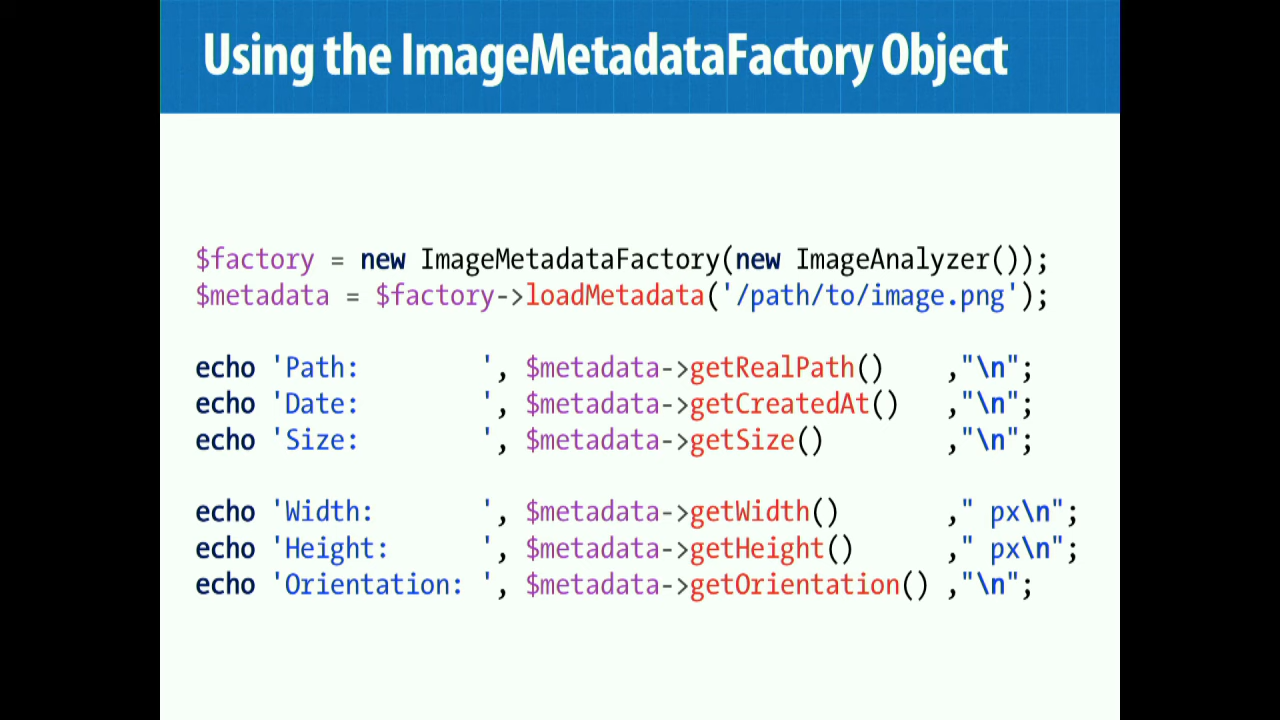 Using the ImageMetadataFactory Object
$factory = new ImageMetadataFactory(new ImageAnalyzer());
$metadata = $factory->loadMetadata('/path/to/image.png');
echo 'Path:        ', $metadata->getRealPath()    ,"\n";
echo 'Date:        ', $metadata->getCreatedAt()   ,"\n";
echo 'Size:        ', $metadata->getSize()        ,"\n";
echo 'Width:       ', $metadata->getWidth()       ," px\n";
echo 'Height:      ', $metadata->getHeight()      ," px\n";
echo 'Orientation: ', $metadata->getOrientation() ,"\n";